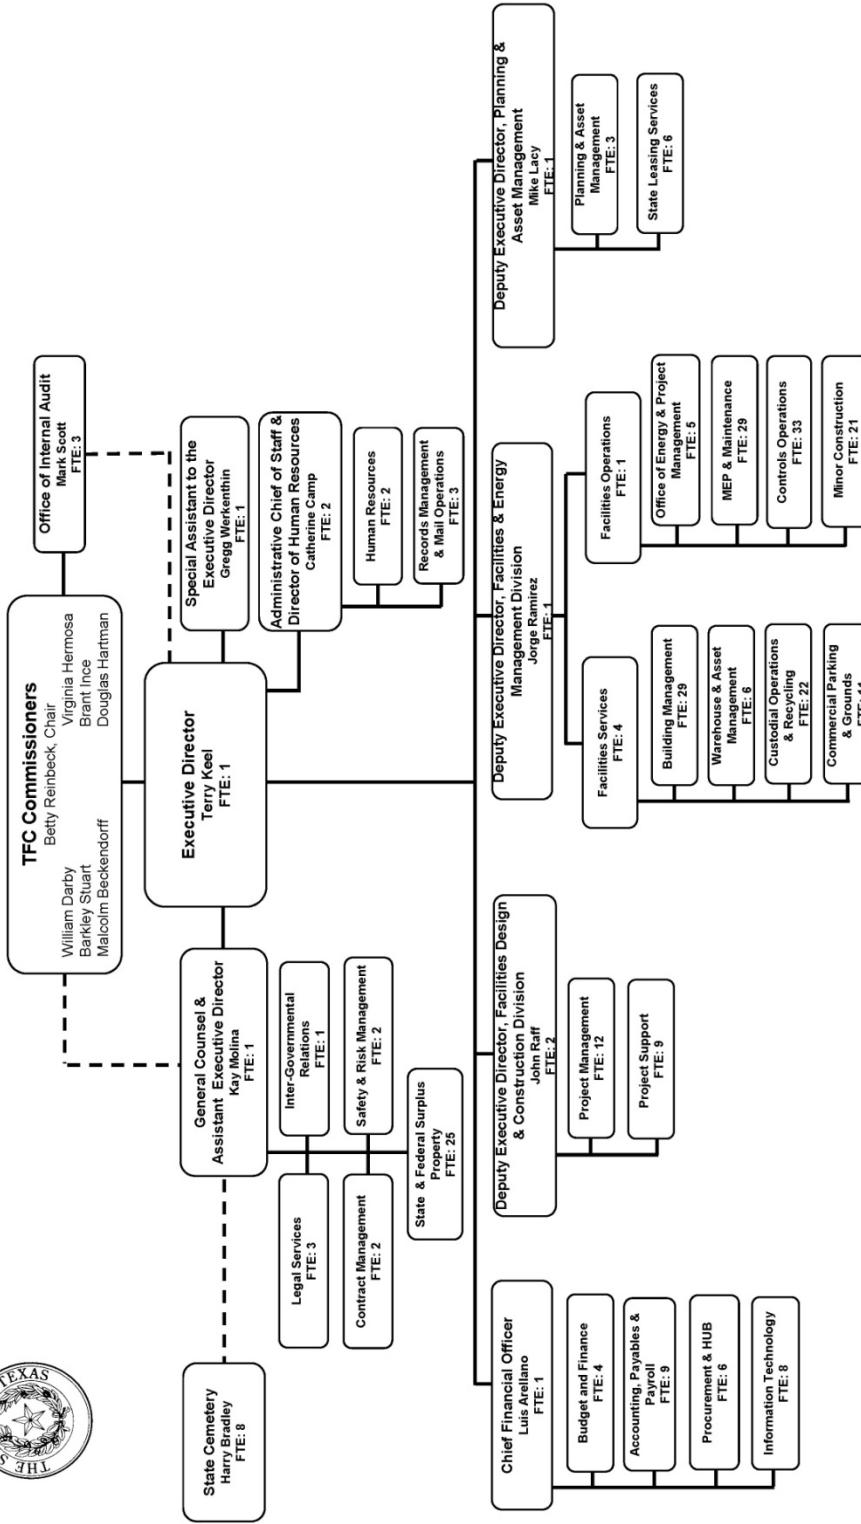 TEXAS
THE S
TFC Commissioners
Betty Reinbeck, Chair
William Darby
Virginia Hermosa
Barkley Stuart
Brant Ince
Malcolm Beckendorff
Douglas Hartman
Office of Internal Audit
Mark Scott
FTE: 3
Executive Director
Terry Keel
FTE: 1
Special Assistant to the
Executive Director
Gregg Werkenthin
FTE: 1
Administrative Chief of Staff &
Director of Human Resources
Catherine Camp
FTE: 2
Human Resources
FTE: 2
Records Management
& Mail Operations
FTE: 3
General Counsel &
Assistant Executive Director
Kay Molina
FTE: 1
State Cemetery
Harry Bradley
FTE: 8
Legal Services
FTE: 3
Inter-Governmental
Relations
FTE: 1
Contract Management
FTE: 2
Safety & Risk Management
FTE: 2
State & Federal Surplus
Property
FTE: 25
Chief Financial Officer
Luis Arellano
FTE: 1
Budget and Finance
FTE: 4
Accounting, Payables &
Payroll
FTE: 9
Procurement & HUB
FTE: 6
Information Technology
FTE: 8
Deputy Executive Director, Facilities Design
& Construction Division
John Raff
FTE: 2
Project Management
FTE: 12
Project Support
FTE: 9
Deputy Executive Director, Facilities & Energy
Management Division
Jorge Ramirez
FTE: 1
Facilities Services
FTE: 4
Building Management
FTE: 29
Warehouse & Asset
Management
FTE: 6
Custodial Operations
& Recycling
FTE: 22
Commercial Parking
& Grounds
Facilities Operations
FTE: 1
Office of Energy & Project
Management
FTE: 5
MEP & Maintenance
FTE: 29
Controls Operations
FTE: 33
Minor Construction
FTE: 21
Deputy Executive Director, Planning &
Asset Management
Mike Lacy
FTE: 1
Planning & Asset
Management
FTE: 3
State Leasing Services
FTE: 6